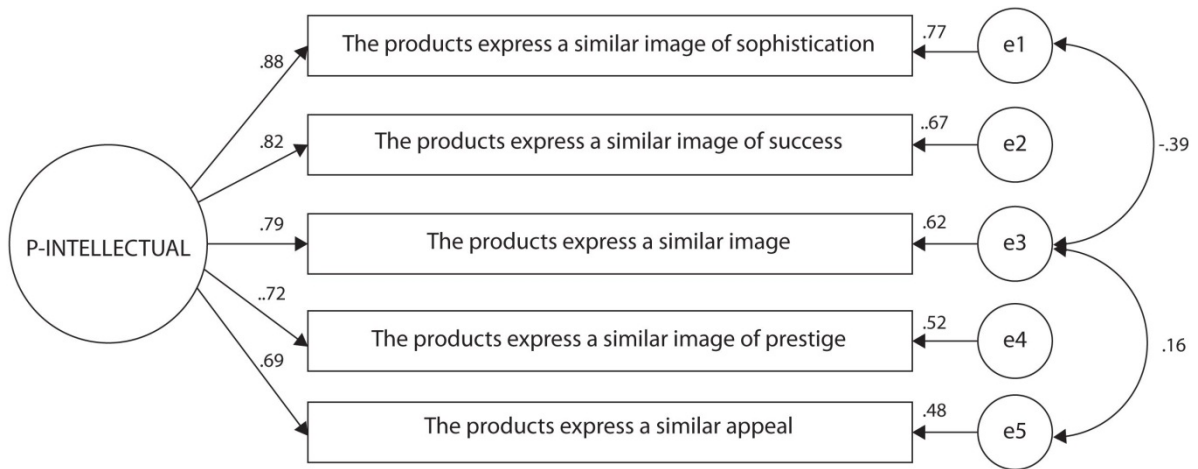 The products express a similar image of sophistication
.77
e1
.88
The products express a similar image of success
..67
e2
.82
-.39
P-INTELLECTUAL
.79
The products express a similar image
.62
e3
..72
The products express a similar image of prestige
.52
e4
.16
.69
The products express a similar appeal
.48
e5